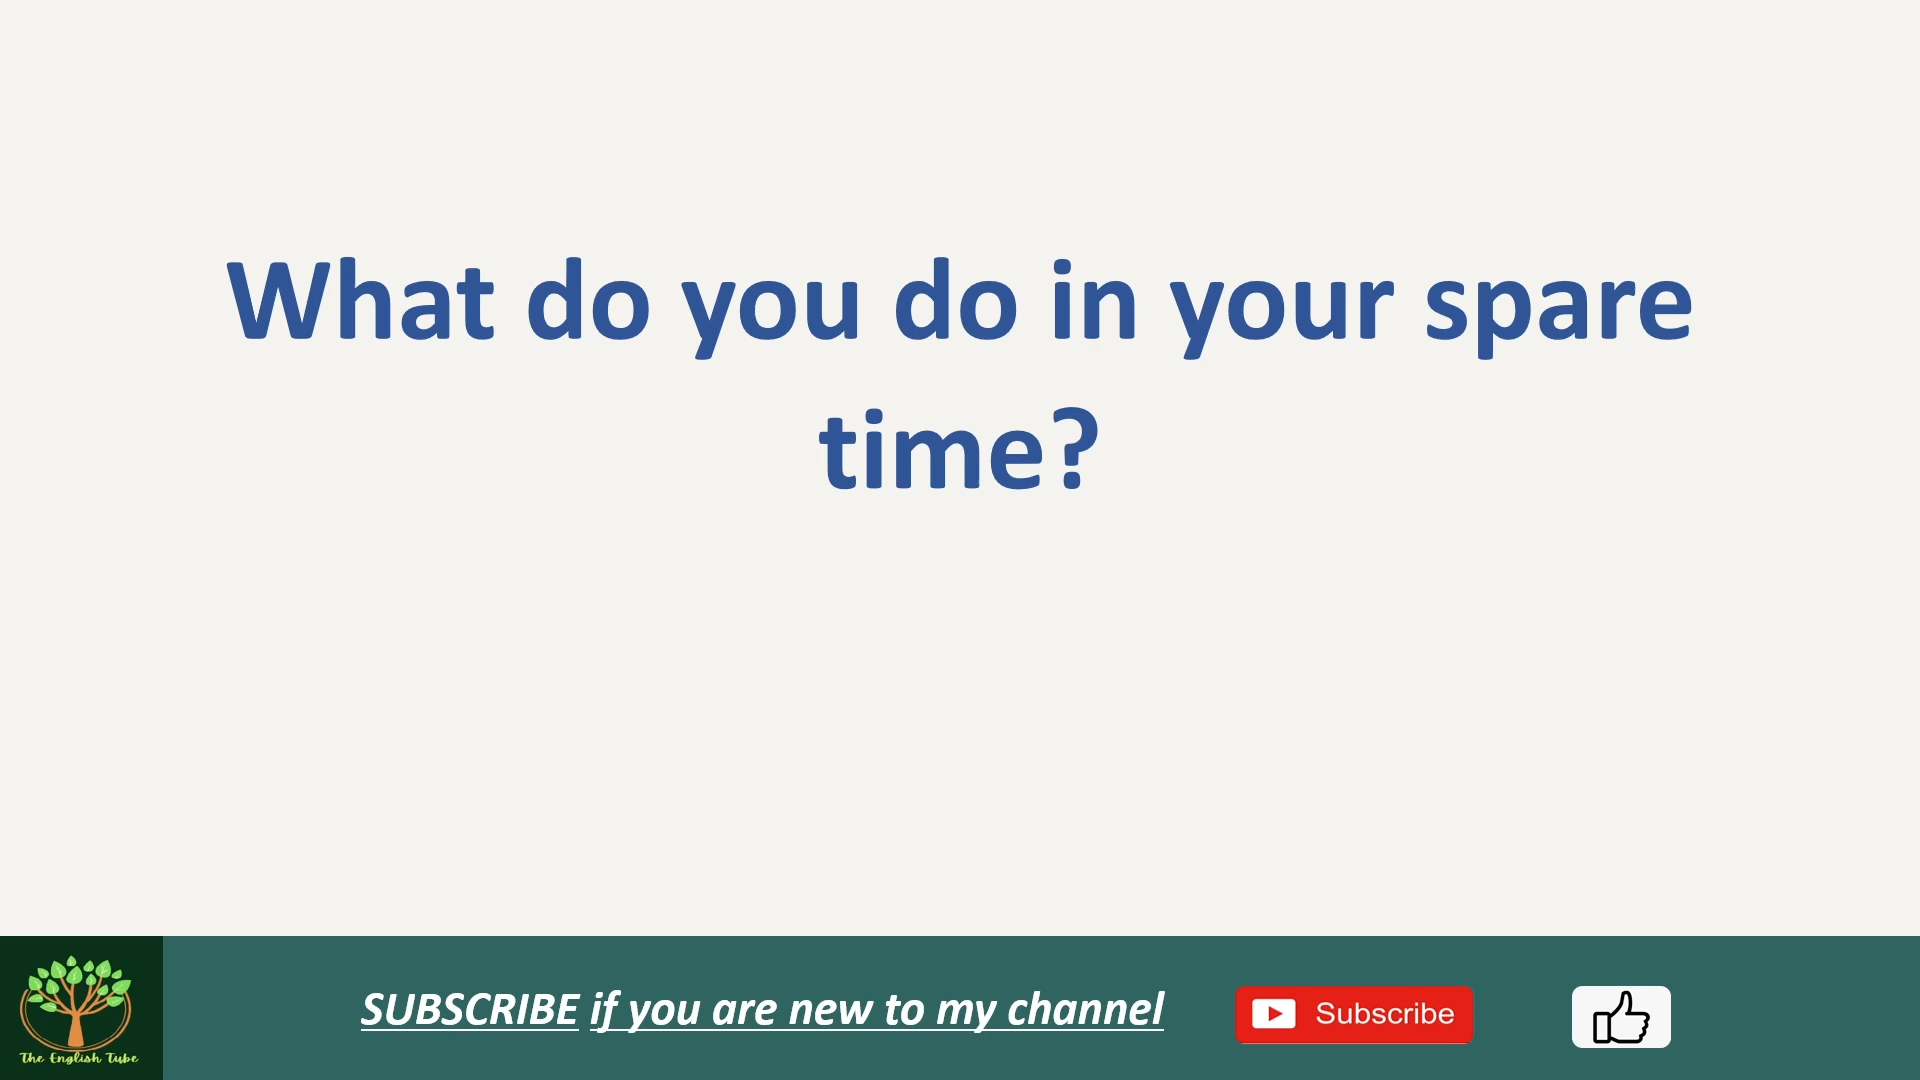 What do you do in your spare
time?
SUBSCRIBE if you are new to my channel
Subscribe
The English Tube